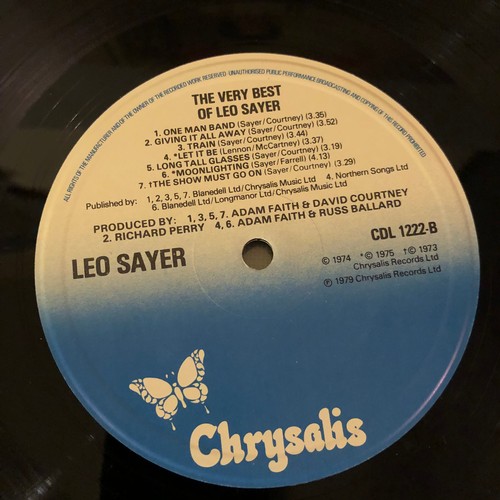 ALL RIGHTS OF THE MANUFACTURER AND OF THE OWNER OF THE RECORDED WORK RESERVED · UNAUTHORISED PUBLIC PERFORMANCE BROADCASTING AND COPYING OF THIS RECORD PROHIBITED
THE VERY BEST
OF LEO SAYER
1. ONE MAN BAND (Sayer/Courtney) (3.35)
2. GIVING IT ALL AWAY (Sayer/Courtney) (3.52)
3. TRAIN (Sayer/Courtney) (3.44)
4. *LET IT BE (Lennon/McCartney) (3.37)
5. LONG TALL GLASSES (Sayer/Courtney) (3.19)
6. *MOONLIGHTING (Sayer/Farrell) (4.13)
7. †THE SHOW MUST GO ON (Sayer/Courtney) (3.29)
Published by: 1, 2, 3, 5, 7, Blanedell Ltd/Chrysalis Music Ltd 4. Northern Songs Ltd
6. Blanedell Ltd/Longmanor Ltd/Chrysalis Music Ltd
PRODUCED BY: 1, 3, 5, 7. ADAM FAITH & DAVID COURTNEY
2. RICHARD PERRY 4, 6. ADAM FAITH & RUSS BALLARD
CDL 1222-B
LEO SAYER
© 1974 *© 1975 †© 1973
Chrysalis Records Ltd
℗ 1979 Chrysalis Records Ltd
Chrysalis